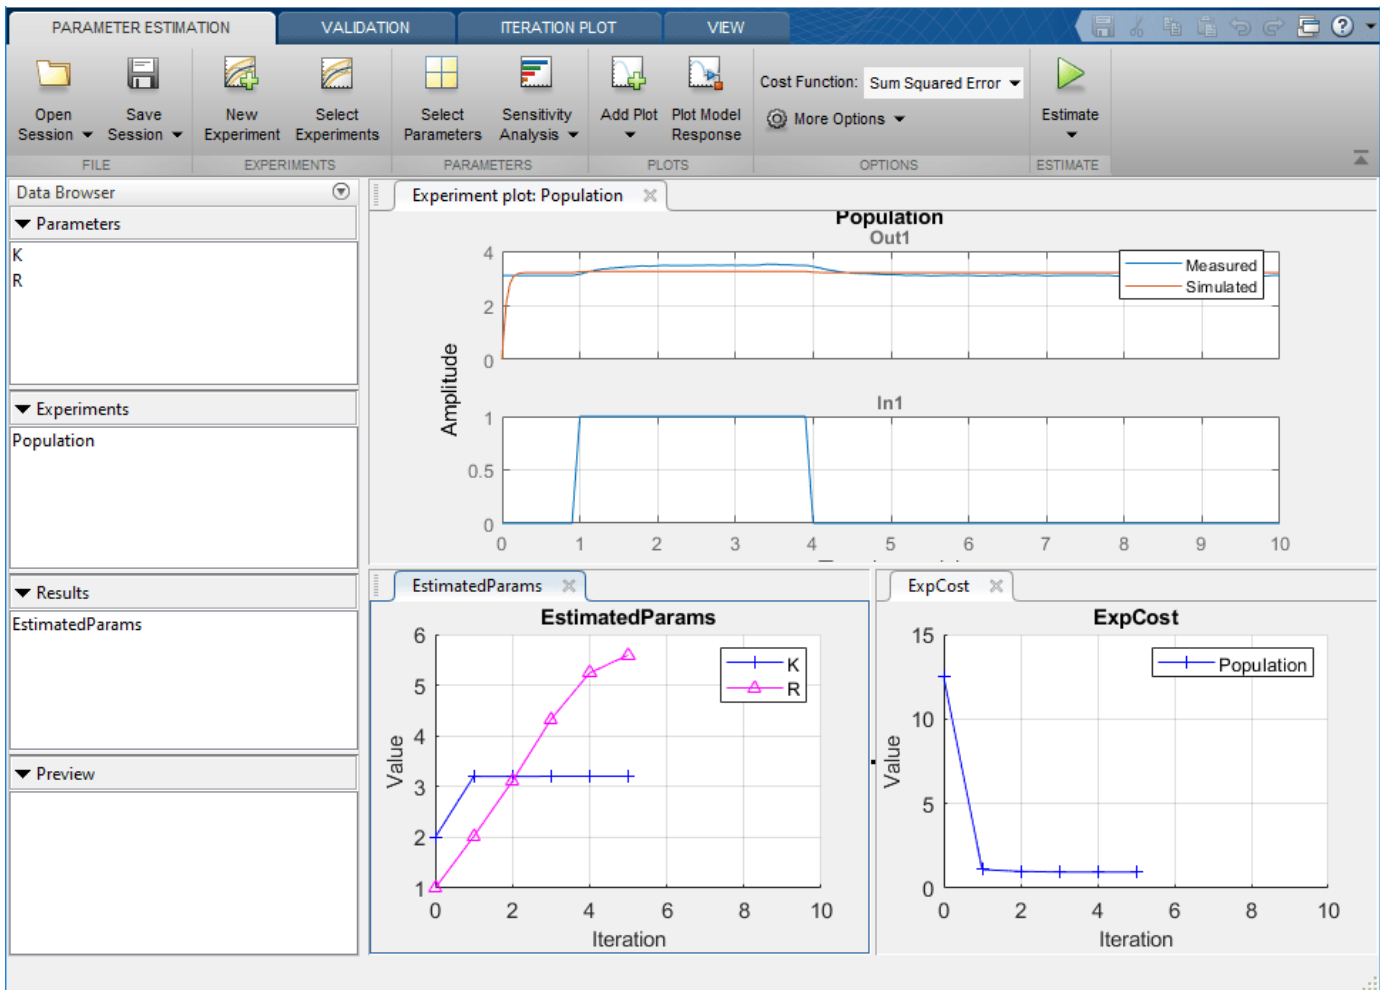 PARAMETER ESTIMATION VALIDATION ITERATION PLOT VIEW
Open Session
Save Session
New Experiment
Select Experiments
Select Parameters
Sensitivity Analysis
Add Plot
Plot Model Response
Cost Function: Sum Squared Error
More Options
Estimate
FILE EXPERIMENTS PARAMETERS PLOTS OPTIONS ESTIMATE
Data Browser
Parameters
K
R
Experiments
Population
Results
EstimatedParams
Preview
Experiment plot: Population
Population
Out1
4
2
0
Measured
Simulated
Amplitude
In1
1
0.5
0
0 1 2 3 4 5 6 7 8 9 10
EstimatedParams
EstimatedParams
6
5
4
3
2
1
K
R
Value
0 2 4 6 8 10
Iteration
ExpCost
ExpCost
15
10
5
0
Population
Value
0 2 4 6 8 10
Iteration